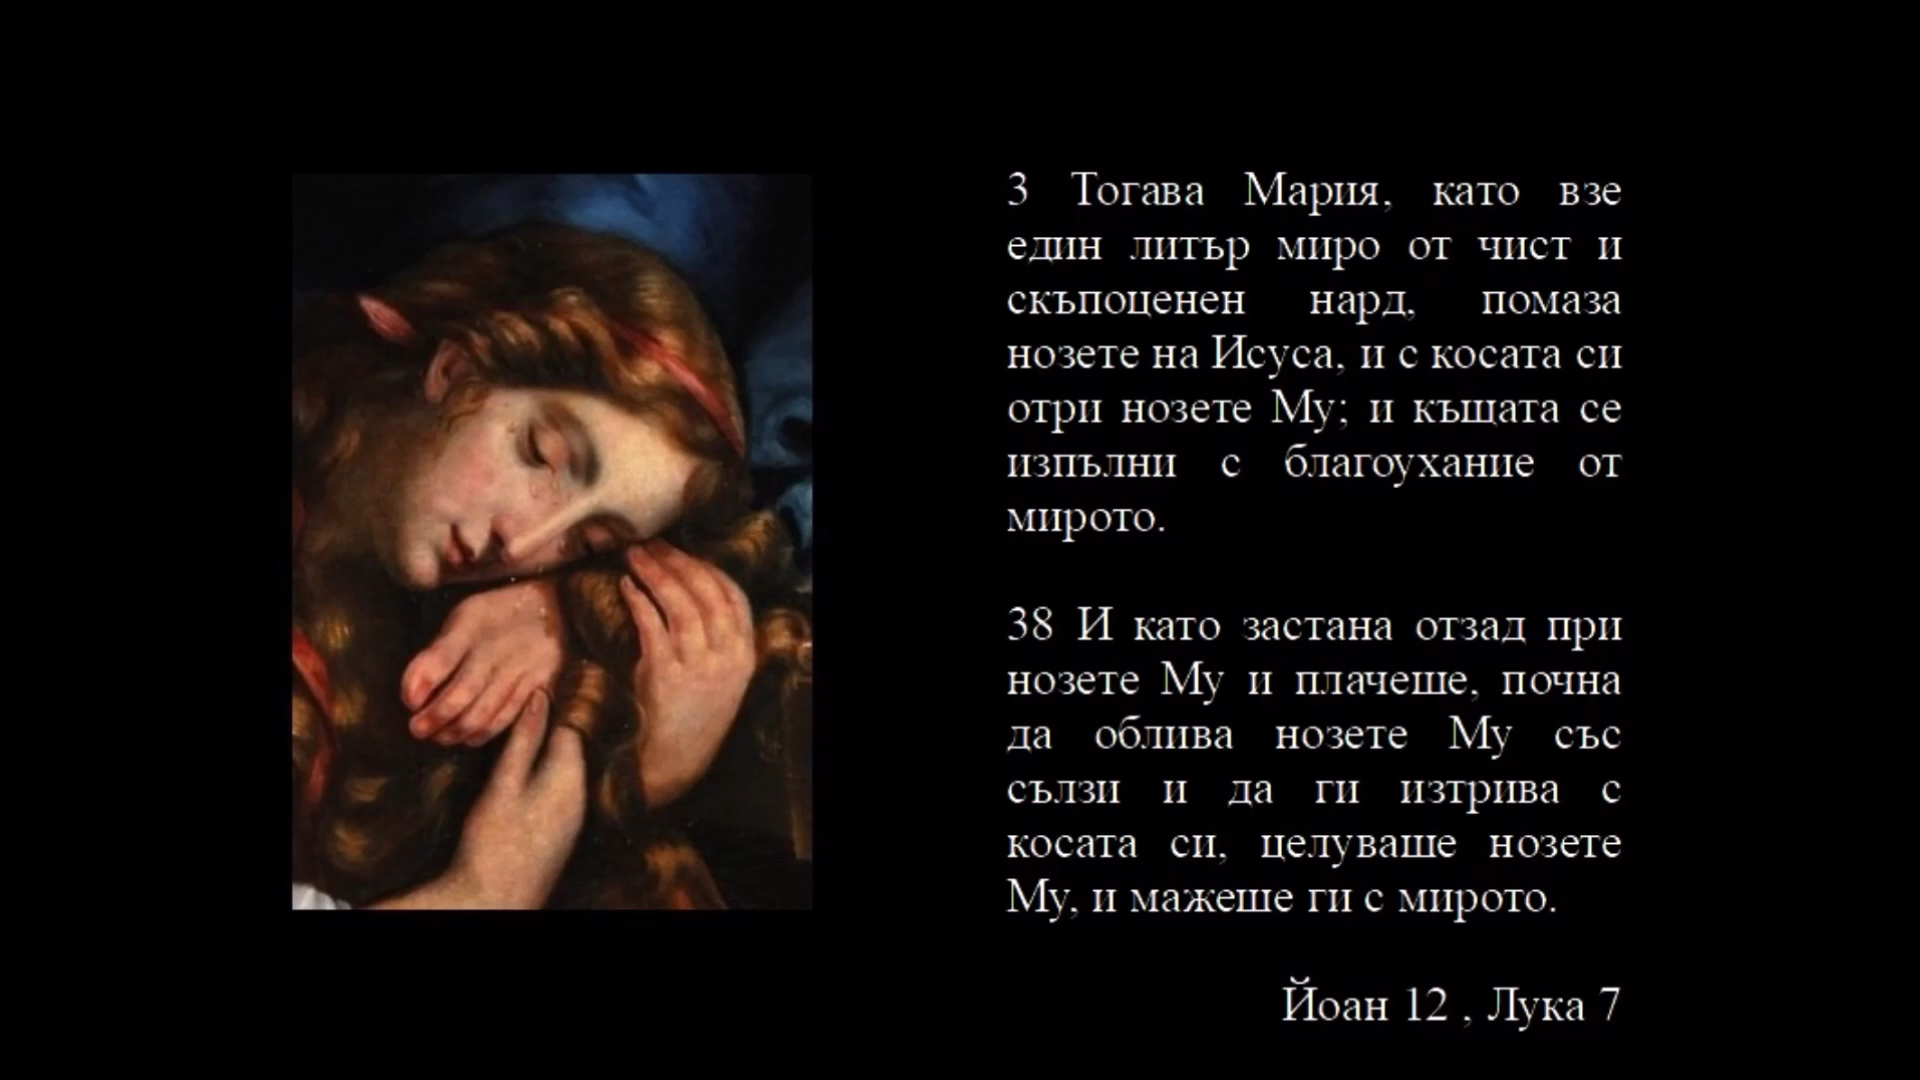 3 Тогава Мария, като взе
един литър миро от чист и
скъпоценен нард, помаза
нозете на Исуса, и с косата си
отри нозете Му; и къщата се
изпълни с благоухание от
мирото.
38 И като застана отзад при
нозете Му и плачеше, почна
да облива нозете Му със
сълзи и да ги изтрива с
косата си, целуваше нозете
Му, и мажеше ги с мирото.
Йоан 12 , Лука 7